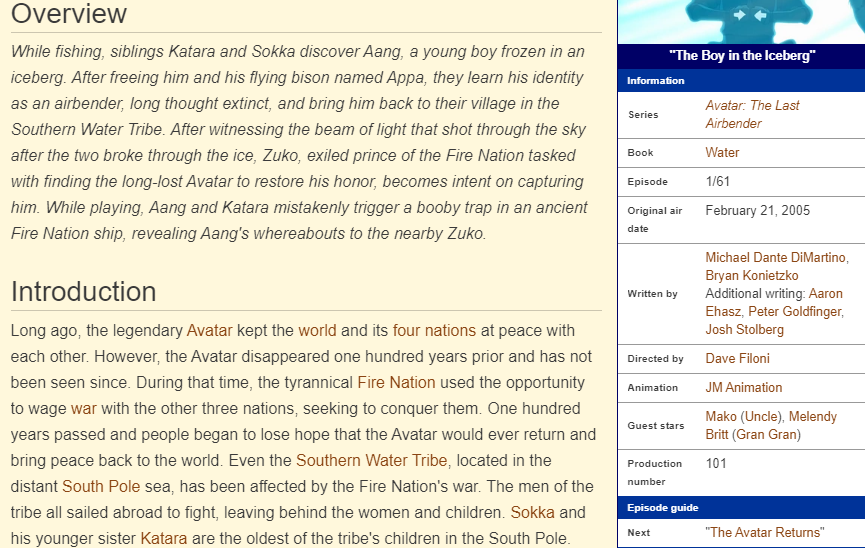 Overview
While fishing, siblings Katara and Sokka discover Aang, a young boy frozen in an
iceberg. After freeing him and his flying bison named Appa, they learn his identity
as an airbender, long thought extinct, and bring him back to their village in the
Southern Water Tribe. After witnessing the beam of light that shot through the sky
after the two broke through the ice, Zuko, exiled prince of the Fire Nation tasked
with finding the long-lost Avatar to restore his honor, becomes intent on capturing
him. While playing, Aang and Katara mistakenly trigger a booby trap in an ancient
Fire Nation ship, revealing Aang's whereabouts to the nearby Zuko.
Introduction
Long ago, the legendary Avatar kept the world and its four nations at peace with
each other. However, the Avatar disappeared one hundred years prior and has not
been seen since. During that time, the tyrannical Fire Nation used the opportunity
to wage war with the other three nations, seeking to conquer them. One hundred
years passed and people began to lose hope that the Avatar would ever return and
bring peace back to the world. Even the Southern Water Tribe, located in the
distant South Pole sea, has been affected by the Fire Nation's war. The men of the
tribe all sailed abroad to fight, leaving behind the women and children. Sokka and
his younger sister Katara are the oldest of the tribe's children in the South Pole.
"The Boy in the Iceberg"
Information
Series Avatar: The Last
Airbender
Book Water
Episode 1/61
Original air February 21, 2005
date
Michael Dante DiMartino,
Bryan Konietzko
Written by Additional writing: Aaron
Ehasz, Peter Goldfinger,
Josh Stolberg
Directed by Dave Filoni
Animation JM Animation
Guest stars Mako (Uncle), Melendy
Britt (Gran Gran)
Production 101
number
Episode guide
Next "The Avatar Returns"